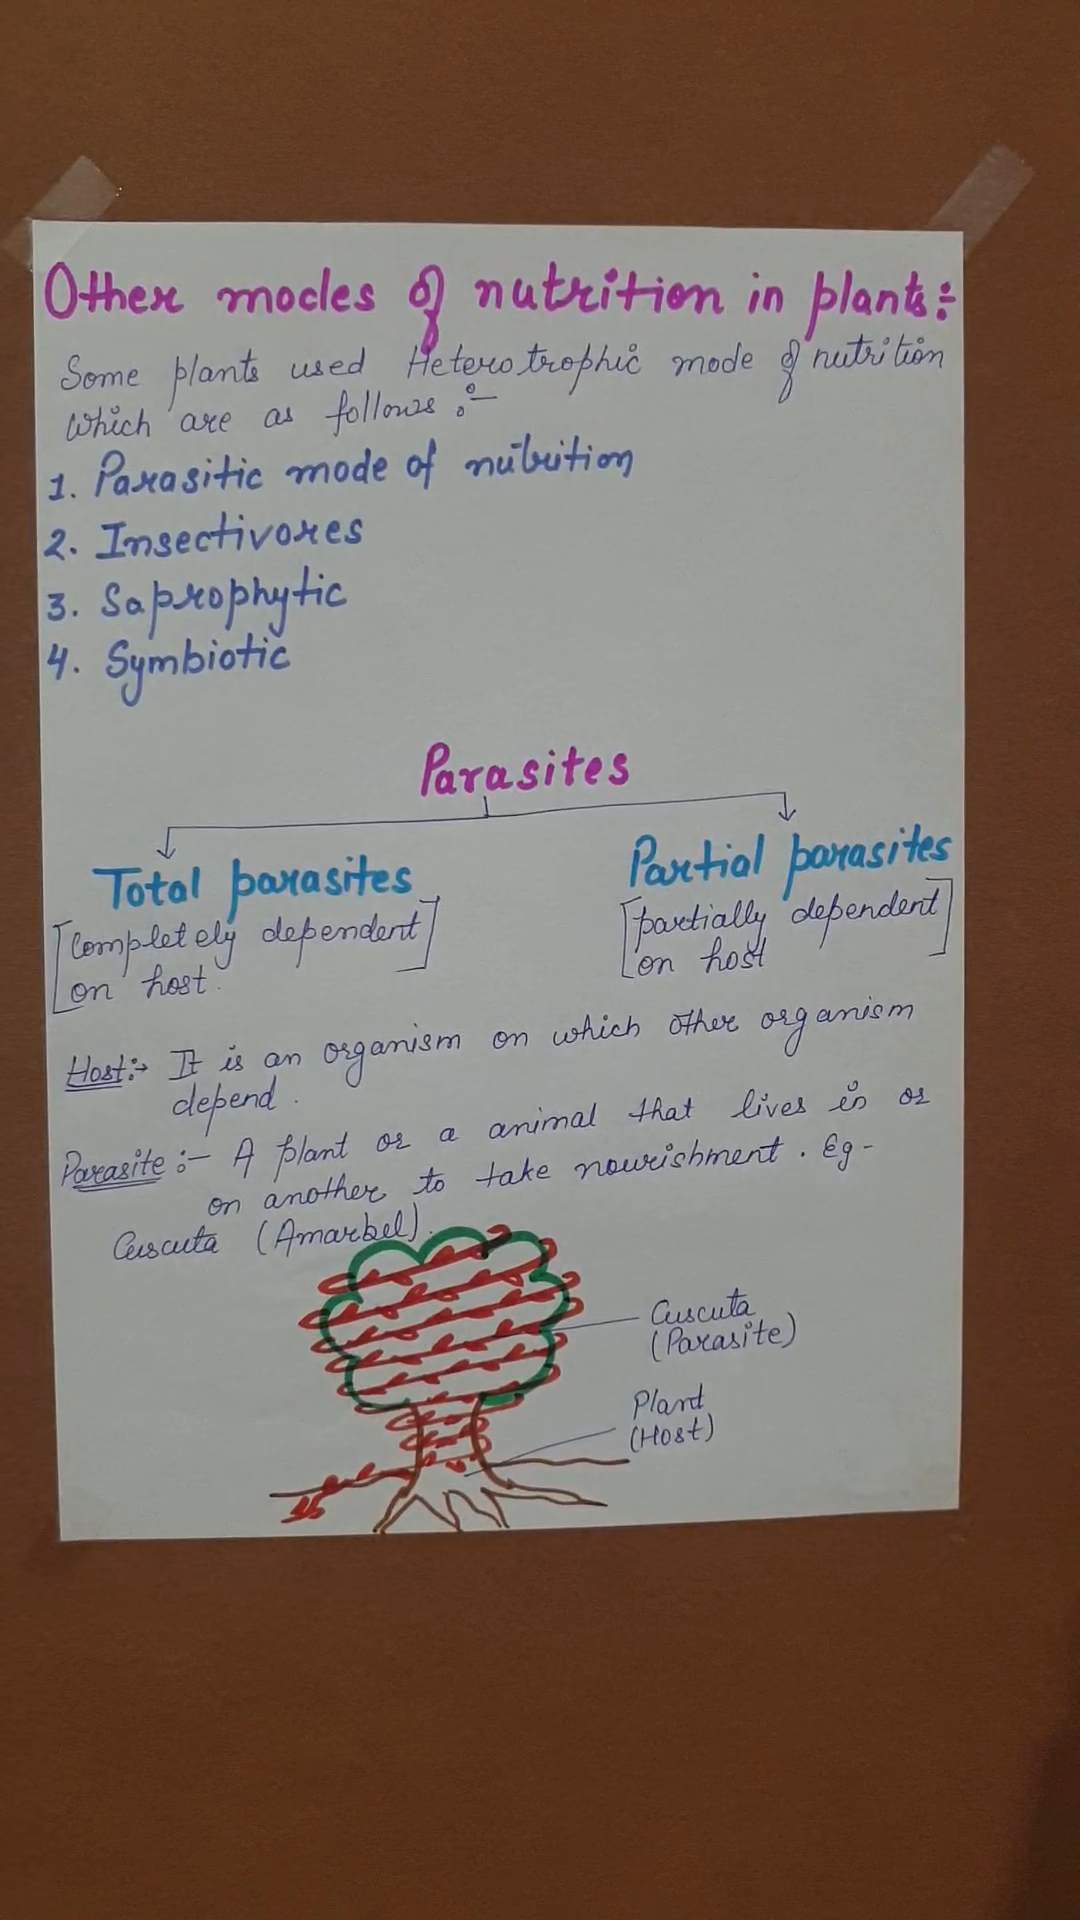 Other modes of nutrition in plants:-
Some plants used Heterotrophic mode of nutrition
Which are as follows :-
1. Parasitic mode of nutrition
2. Insectivores
3. Saprophytic
4. Symbiotic
Parasites
Total parasites Partial parasites
[Completely dependent [partially dependent]
on host.] on host
Host:→ It is an organism on which other organism
depend.
Parasite :- A plant or a animal that lives in or
on another to take nourishment. Eg-
Cuscuta (Amarbel).
Cuscuta
(Parasite)
Plant
(Host)